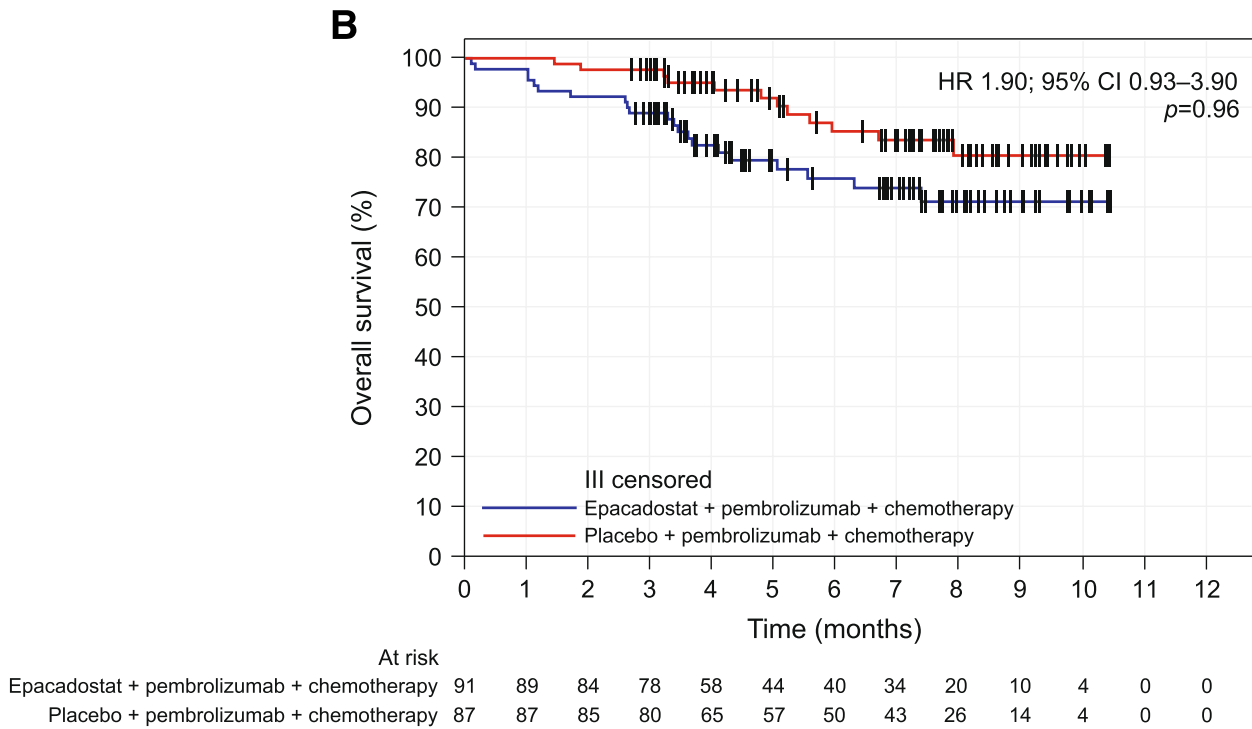 B
HR 1.90; 95% CI 0.93–3.90
p=0.96
Overall survival (%)
100
90
80
70
60
50
40
30
20
10
0
III censored
Epacadostat + pembrolizumab + chemotherapy
Placebo + pembrolizumab + chemotherapy
0 1 2 3 4 5 6 7 8 9 10 11 12
Time (months)
At risk
Epacadostat + pembrolizumab + chemotherapy 91 89 84 78 58 44 40 34 20 10 4 0 0
Placebo + pembrolizumab + chemotherapy 87 87 85 80 65 57 50 43 26 14 4 0 0